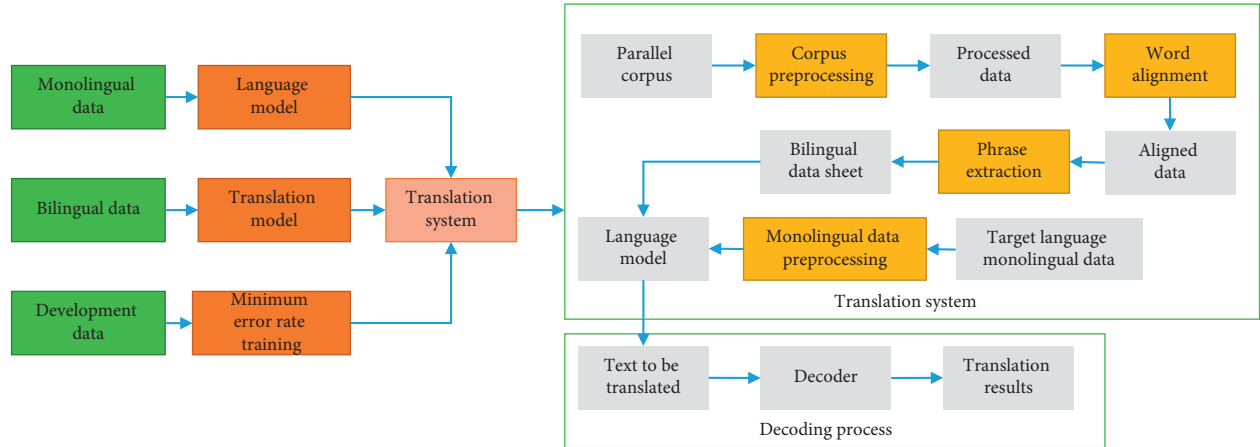 Monolingual
data
Language
model
Bilingual data
Translation
model
Translation
system
Development
data
Minimum
error rate
training
Parallel
corpus
Corpus
preprocessing
Processed
data
Word
alignment
Bilingual
data sheet
Phrase
extraction
Aligned
data
Language
model
Monolingual data
preprocessing
Target language
monolingual data
Translation system
Text to be
translated
Decoder
Translation
results
Decoding process